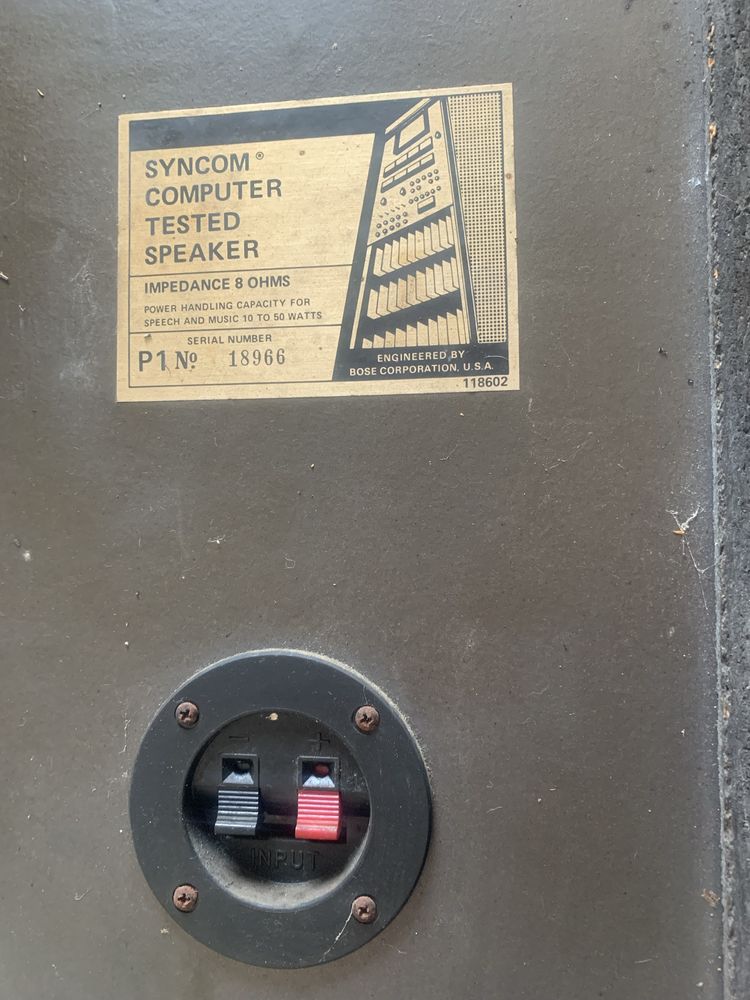 SYNCOM®
COMPUTER
TESTED
SPEAKER
IMPEDANCE 8 OHMS
POWER HANDLING CAPACITY FOR
SPEECH AND MUSIC 10 TO 50 WATTS
SERIAL NUMBER
P1 Nº 18966
ENGINEERED BY
BOSE CORPORATION, U.S.A.
118602
− +
INPUT